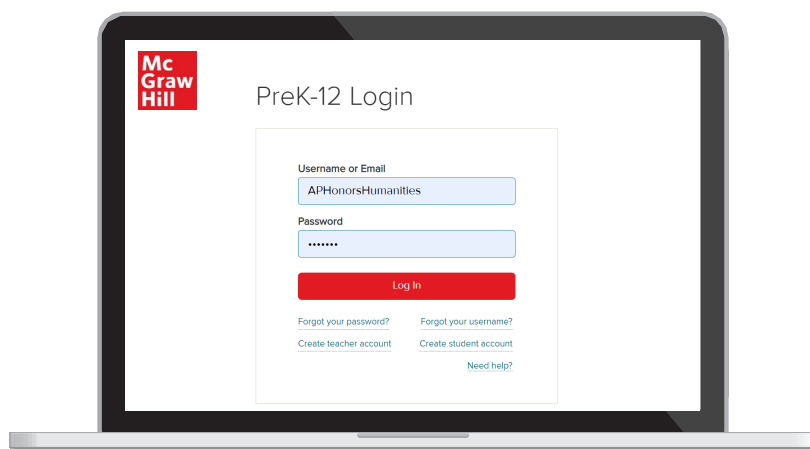 Mc
Graw
Hill
PreK-12 Login
Username or Email
APHonorsHumanities
Password
•••••••
Log In
Forgot your password? Forgot your username?
Create teacher account Create student account
Need help?